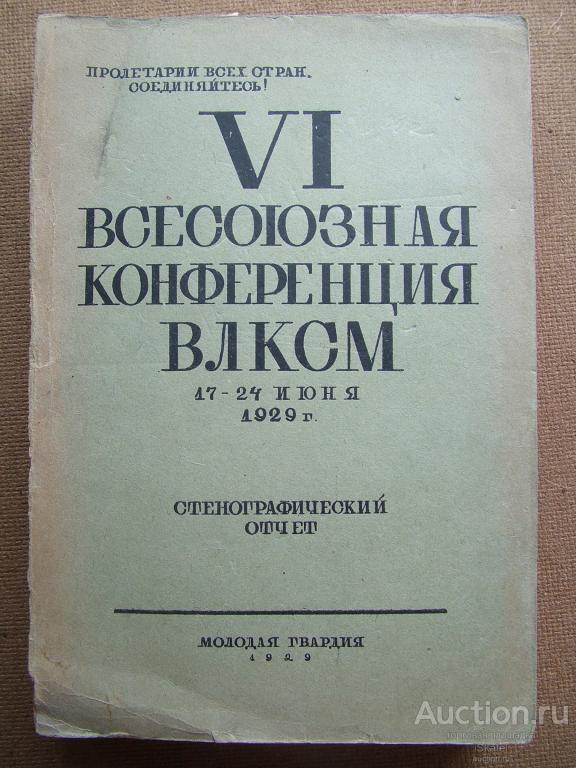 ПРОЛЕТАРИИ ВСЕХ СТРАН,
СОЕДИНЯЙТЕСЬ!
VI
ВСЕСОЮЗНАЯ
КОНФЕРЕНЦИЯ
ВЛКСМ
17-24 ИЮНЯ
1929 г.
СТЕНОГРАФИЧЕСКИЙ
ОТЧЕТ
МОЛОДАЯ ГВАРДИЯ
1929
Auction.ru